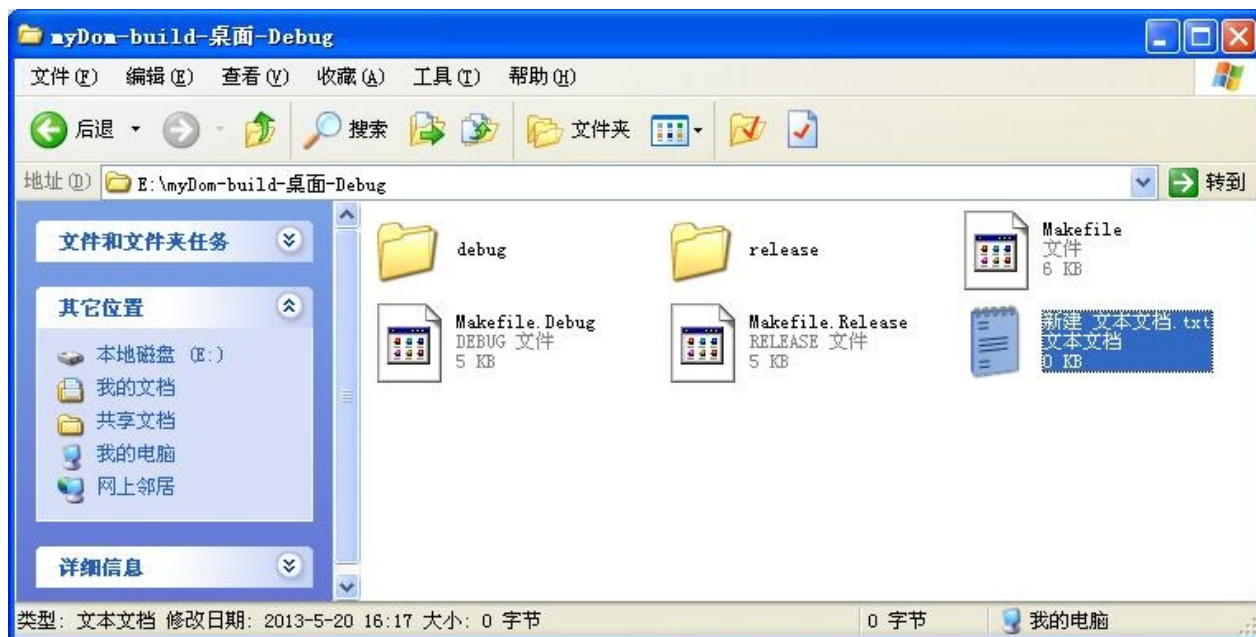 myDom-build-桌面-Debug
文件(F) 编辑(E) 查看(V) 收藏(A) 工具(T) 帮助(H)
后退 搜索 文件夹
地址(D) E:\myDom-build-桌面-Debug 转到
文件和文件夹任务
其它位置
本地磁盘 (E:)
我的文档
共享文档
我的电脑
网上邻居
详细信息
debug
release
Makefile
文件
6 KB
Makefile.Debug
DEBUG 文件
5 KB
Makefile.Release
RELEASE 文件
5 KB
新建 文本文档.txt
文本文档
0 KB
类型: 文本文档 修改日期: 2013-5-20 16:17 大小: 0 字节 0 字节 我的电脑